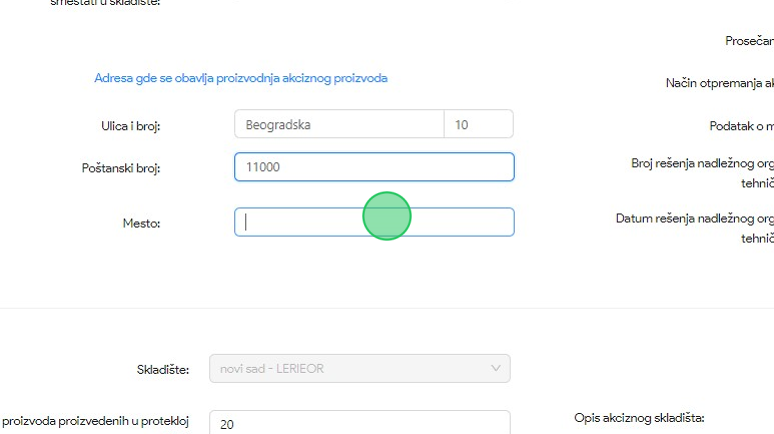 smeštati u skladište:
Prosečan
Adresa gde se obavlja proizvodnja akciznog proizvoda
Način otpremanja ak
Ulica i broj: Beogradska 10
Podatak o m
Poštanski broj: 11000
Broj rešenja nadležnog org
tehnič
Mesto:
Datum rešenja nadležnog org
tehnič
Skladište: novi sad - LERIEOR
proizvoda proizvedenih u protekloj 20
Opis akciznog skladišta: